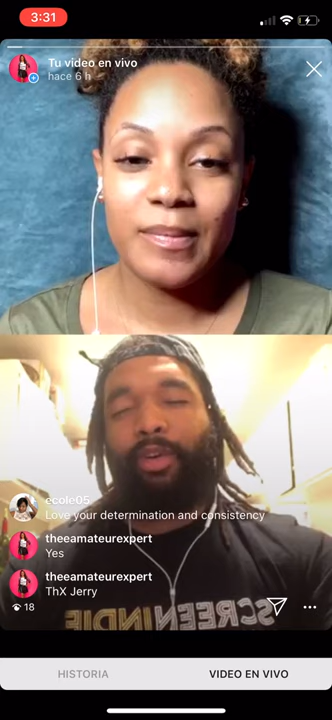 3:31
Tu video en vivo
hace 6 h
ecole05
Love your determination and consistency
theeamateurexpert
Yes
theeamateurexpert
ThX Jerry
18
SCREENINDIE
HISTORIA
VIDEO EN VIVO